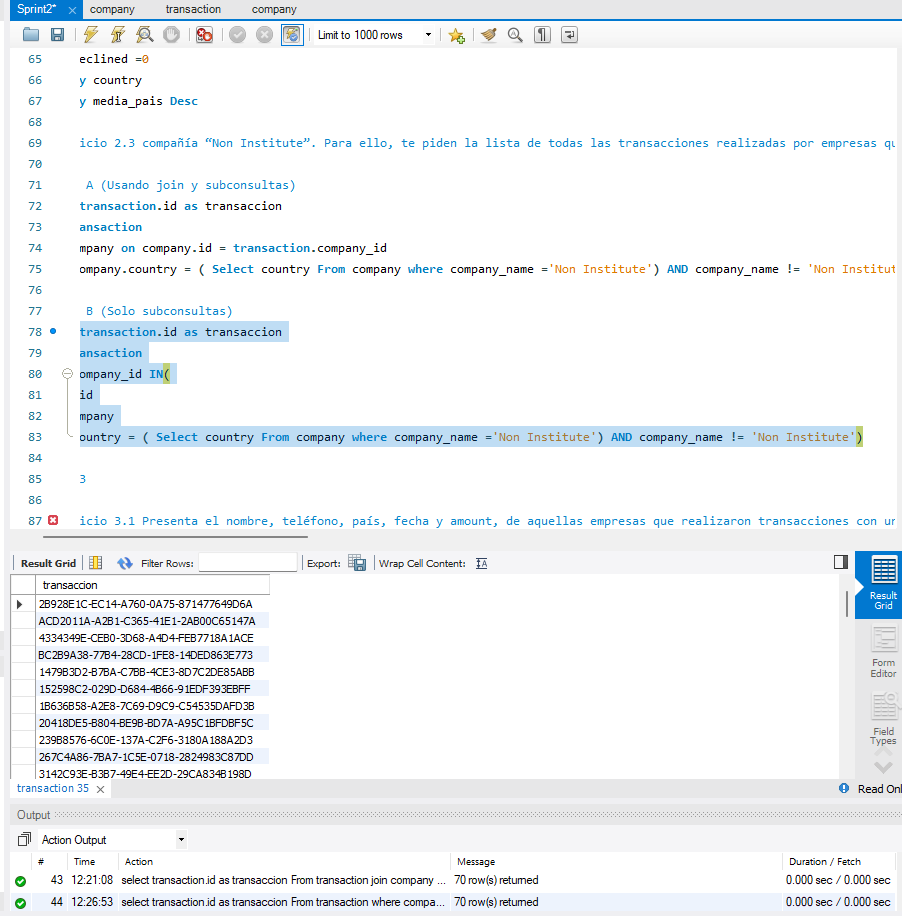 Sprint2*
company
transaction
company
Limit to 1000 rows
65 eclined =0
66 y country
67 y media_pais Desc
68
69 icio 2.3 compañía “Non Institute”. Para ello, te piden la lista de todas las transacciones realizadas por empresas qu
70
71 A (Usando join y subconsultas)
72 transaction.id as transaccion
73 ansaction
74 mpany on company.id = transaction.company_id
75 ompany.country = ( Select country From company where company_name ='Non Institute') AND company_name != 'Non Institut
76
77 B (Solo subconsultas)
78 transaction.id as transaccion
79 ansaction
80 ompany_id IN(
81 id
82 mpany
83 ountry = ( Select country From company where company_name ='Non Institute') AND company_name != 'Non Institute')
84
85 3
86
87 icio 3.1 Presenta el nombre, teléfono, país, fecha y amount, de aquellas empresas que realizaron transacciones con un
Result Grid
Filter Rows:
Export:
Wrap Cell Content:
transaccion
2B928E1C-EC14-A760-0A75-871477649D6A
ACD2011A-A2B1-C365-41E1-2AB00C65147A
4334349E-CEB0-3D68-A4D4-FEB7718A1ACE
BC2B9A38-77B4-28CD-1FE8-14DED863E773
1479B3D2-B7BA-C7BB-4CE3-8D7C2DE85ABB
152598C2-029D-D684-4B66-91EDF393EBFF
1B636B58-A2E8-7C69-D9C9-C54535DAFD3B
20418DE5-B804-BE9B-BD7A-A95C1BFDBF5C
239B8576-6C0E-137A-C2F6-3180A188A2D3
267C4A86-7BA7-1C5E-0718-2824983C87DD
3142C93E-B3B7-49E4-EE2D-29CA834B198D
Result
Grid
Form
Editor
Field
Types
transaction 35
Read Onl
Output
Action Output
# Time Action Message Duration / Fetch
43 12:21:08 select transaction.id as transaccion From transaction join company ... 70 row(s) returned 0.000 sec / 0.000 sec
44 12:26:53 select transaction.id as transaccion From transaction where compa... 70 row(s) returned 0.000 sec / 0.000 sec